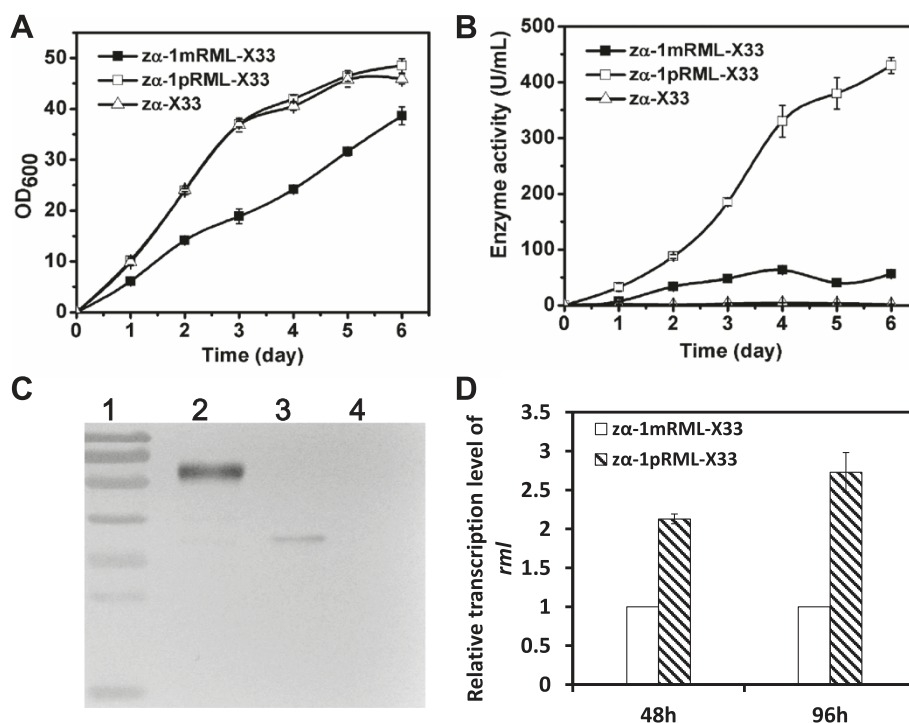 A
zα-1mRML-X33
zα-1pRML-X33
zα-X33
OD600
50
40
30
20
10
0
0 1 2 3 4 5 6
Time (day)
B
zα-1mRML-X33
zα-1pRML-X33
zα-X33
Enzyme activity (U/mL)
500
400
300
200
100
0
0 1 2 3 4 5 6
Time (day)
C
1 2 3 4
D
zα-1mRML-X33
zα-1pRML-X33
Relative transcription level of
rml
3.5
3
2.5
2
1.5
1
0.5
0
48h 96h